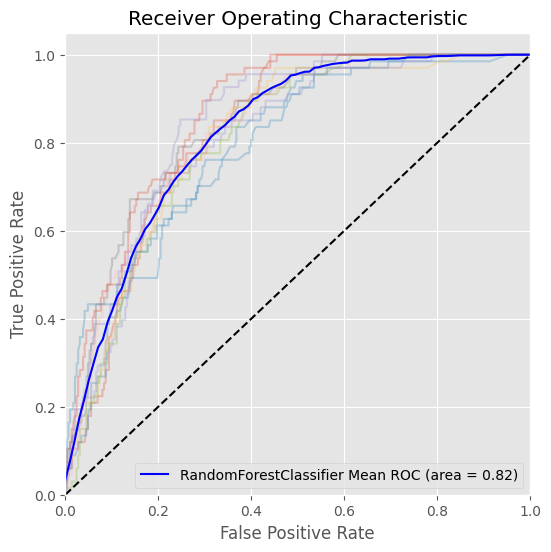 Receiver Operating Characteristic
True Positive Rate
1.0
0.8
0.6
0.4
0.2
0.0
RandomForestClassifier Mean ROC (area = 0.82)
0.0 0.2 0.4 0.6 0.8 1.0
False Positive Rate